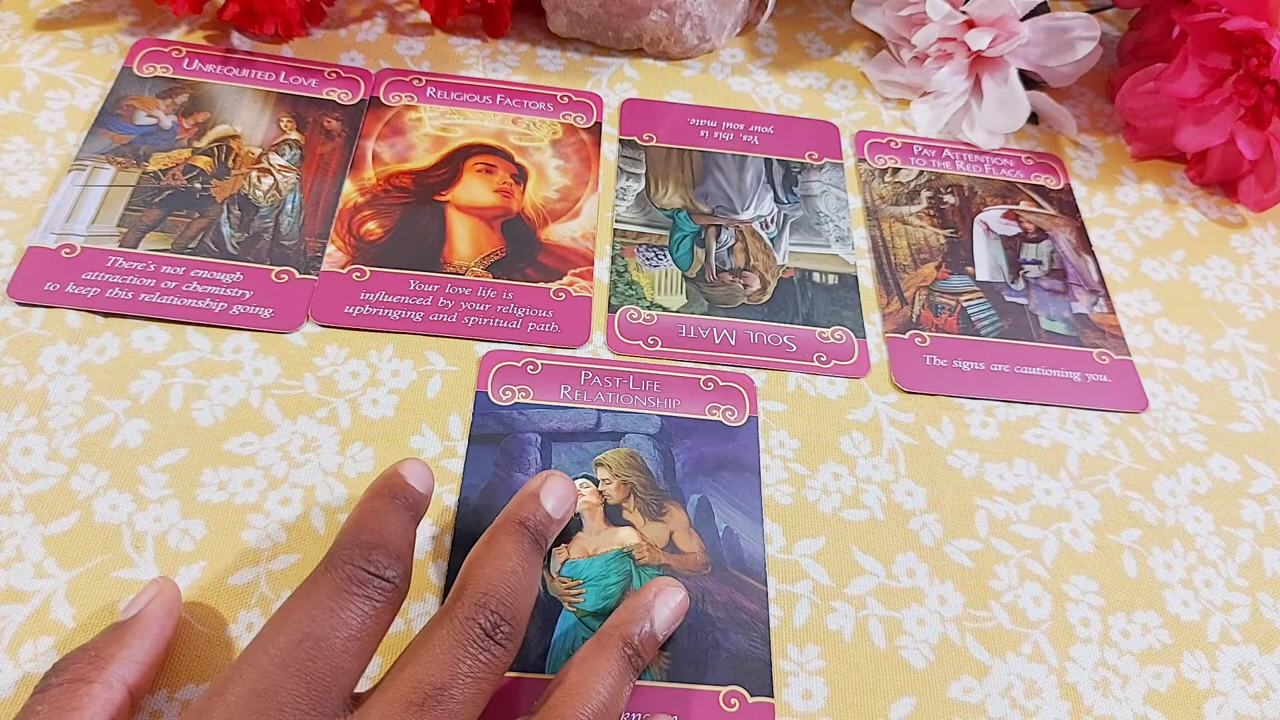 UNREQUITED LOVE
There's not enough
attraction or chemistry
to keep this relationship going.
RELIGIOUS FACTORS
Your love life is
influenced by your religious
upbringing and spiritual path.
Yes, this is
your soul mate.
SOUL MATE
PAY ATTENTION
TO THE RED FLAGS
The signs are cautioning you.
PAST-LIFE
RELATIONSHIP